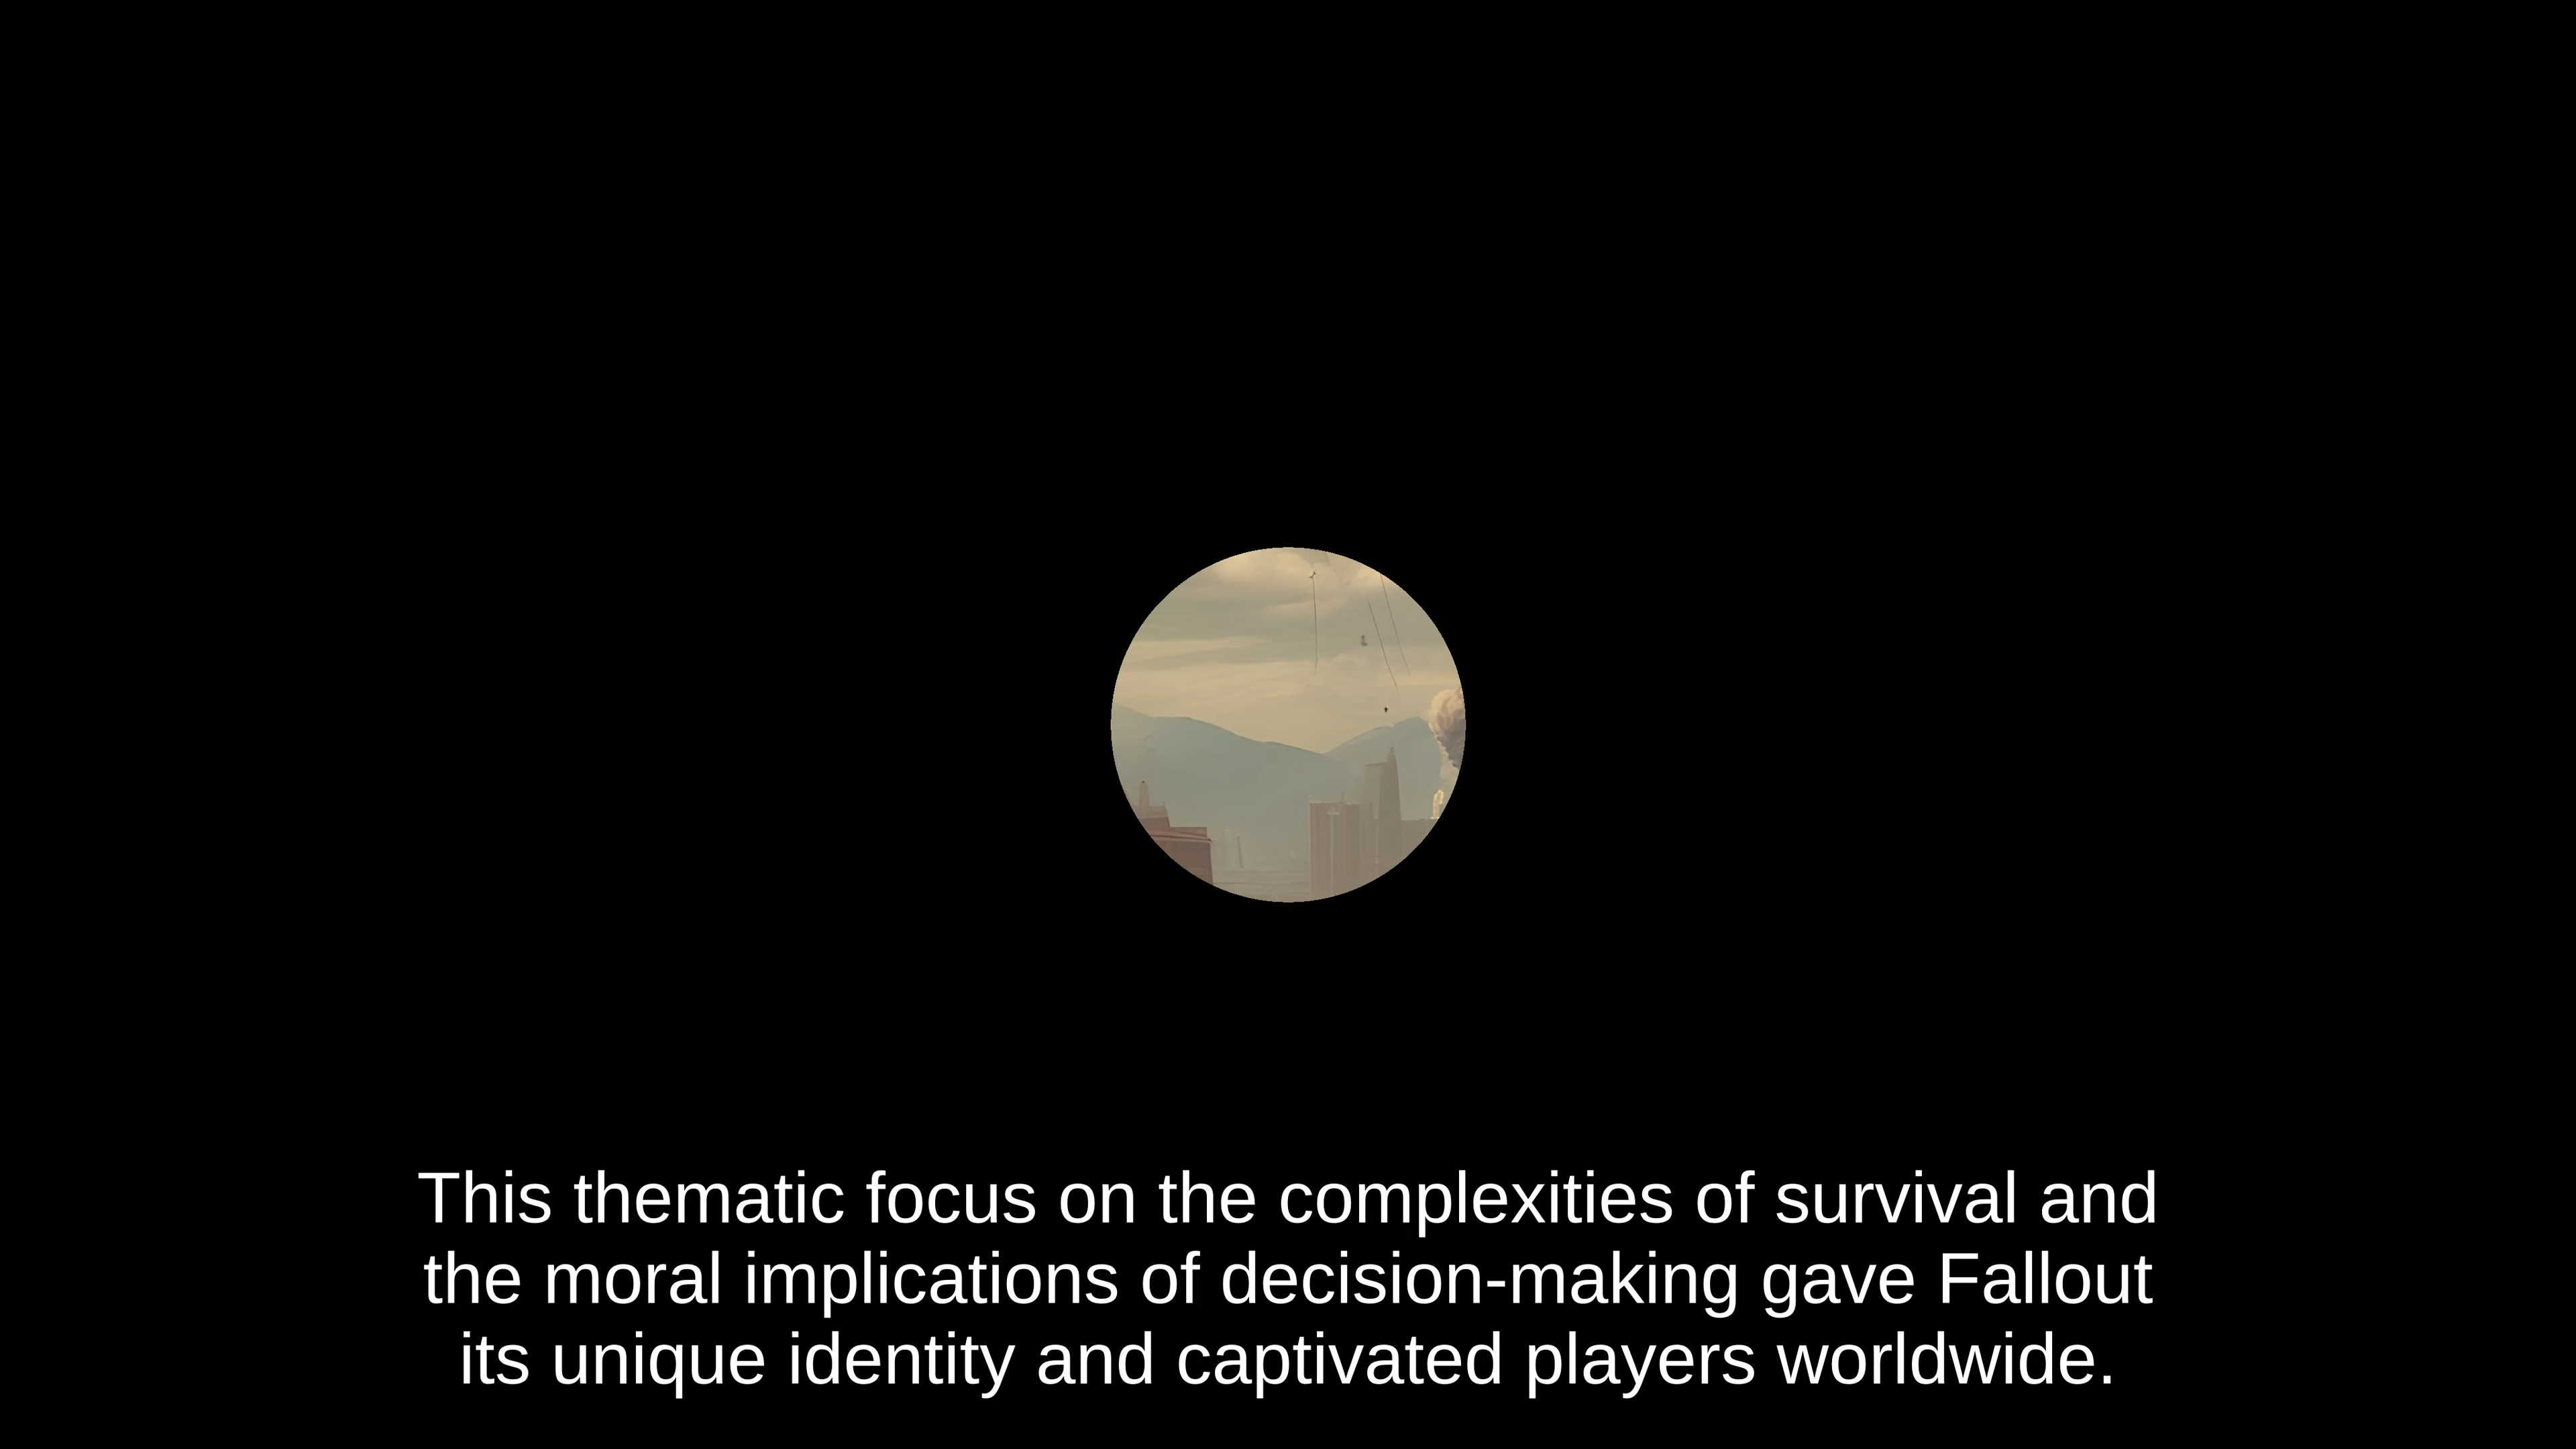 This thematic focus on the complexities of survival and
the moral implications of decision-making gave Fallout
its unique identity and captivated players worldwide.